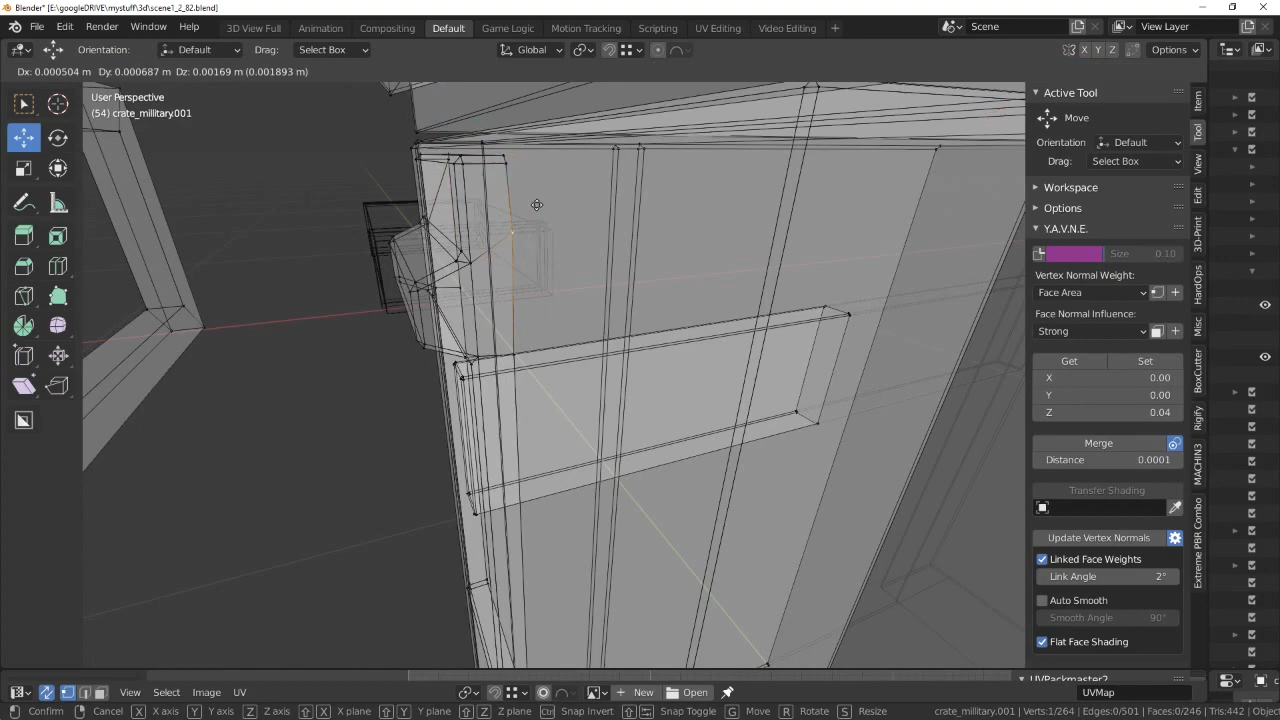 Blender* [E:\googleDRIVE\mystuff\3d\scene1_2_82.blend]
File Edit Render Window Help 3D View Full Animation Compositing Default Game Logic Motion Tracking Scripting UV Editing Video Editing Scene View Layer
Orientation: Default Drag: Select Box Global X Y Z Options
Dx: 0.000504 m Dy: 0.000687 m Dz: 0.00169 m (0.001893 m)
User Perspective
(54) crate_millitary.001
Active Tool
Move
Orientation Default
Drag: Select Box
Workspace
Options
Y.A.V.N.E.
Size 0.10
Vertex Normal Weight:
Face Area
Face Normal Influence:
Strong
Get Set
X 0.00
Y 0.00
Z 0.04
Merge
Distance 0.0001
Transfer Shading
Update Vertex Normals
Linked Face Weights
Link Angle 2°
Auto Smooth
Smooth Angle 90°
Flat Face Shading
UVPackmaster2
Item
Tool
View
Edit
3D-Print
HardOps
Misc
BoxCutter
Rigify
MACHIN3
Extreme PBR Combo
View Select Image UV New Open UVMap
Confirm Cancel X X axis Y Y axis Z Z axis X X plane Y Y plane Z Z plane Ctrl Snap Invert Snap Toggle G Move R Rotate S Resize crate_millitary.001 | Verts:1/264 | Edges:0/503 | Faces:0/246 | Tris:442 | Objec